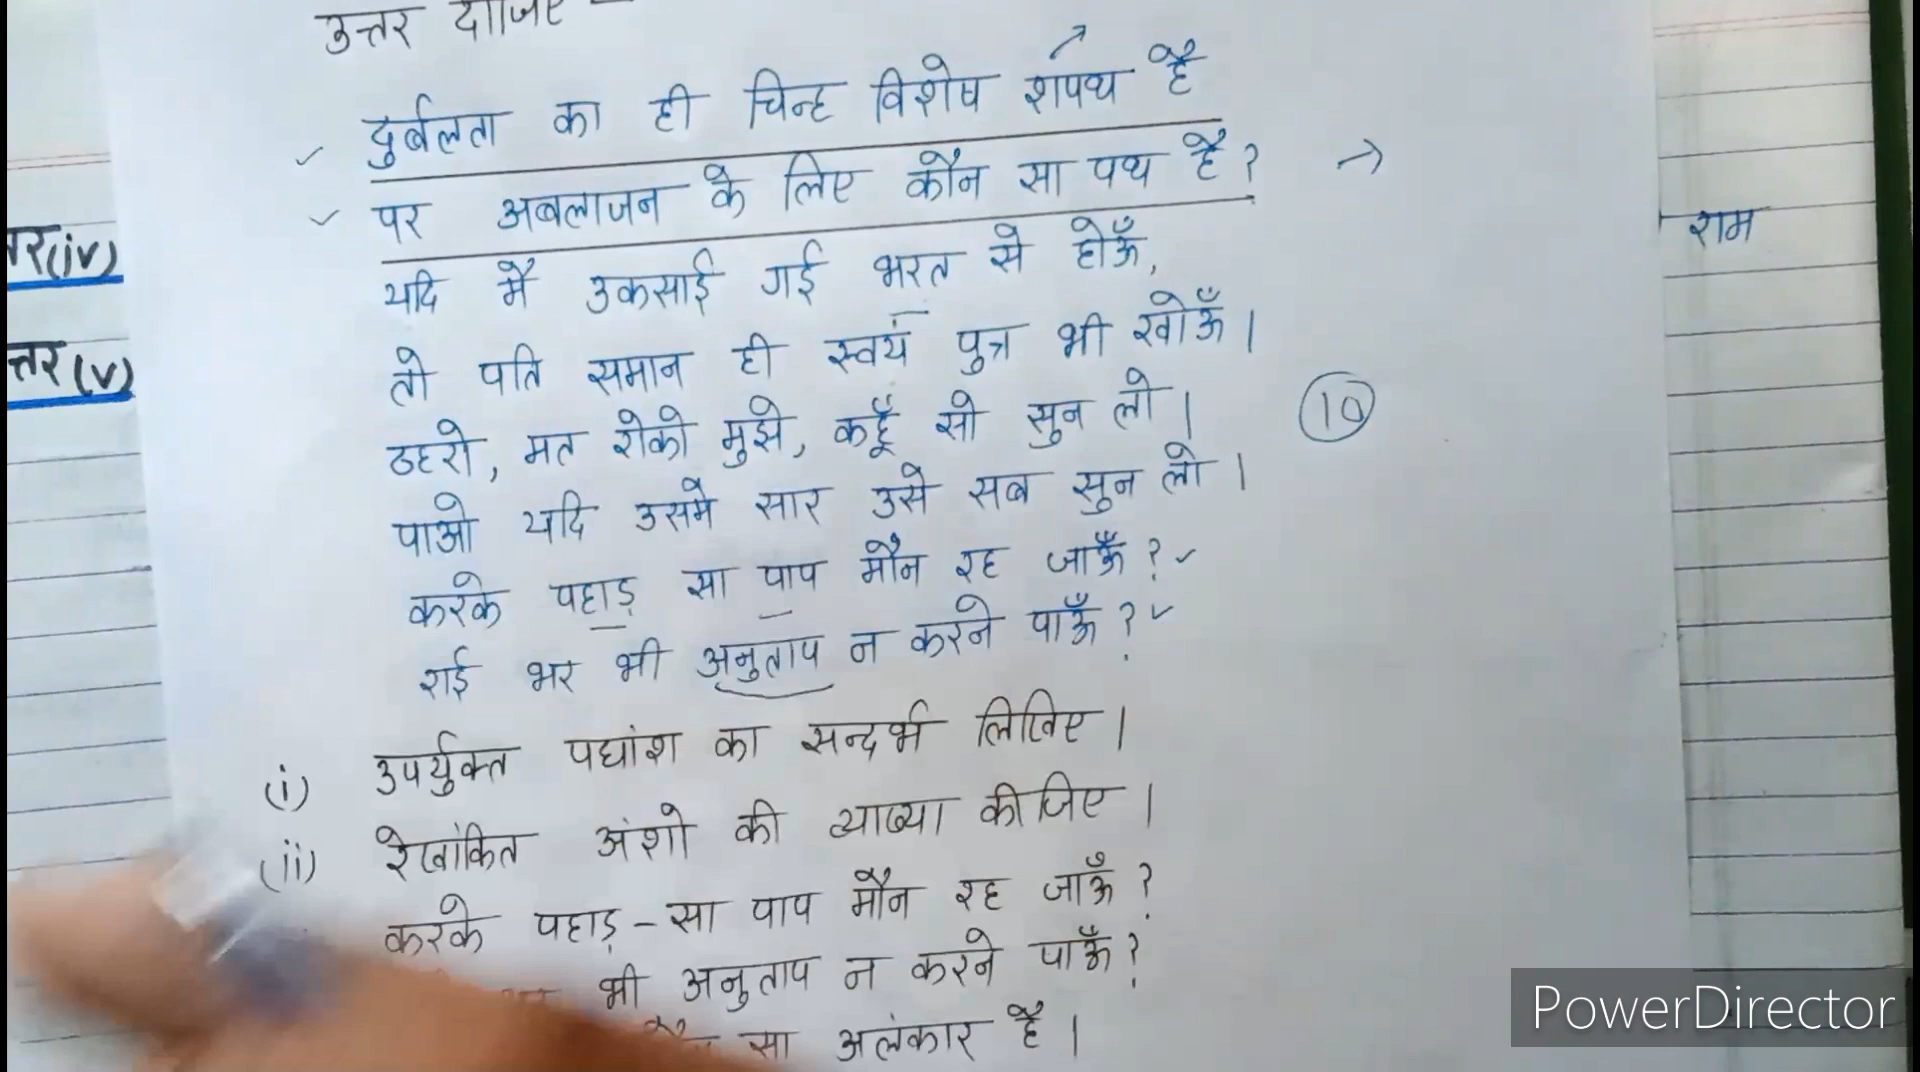 उत्तर दीजिए -
दुर्बलता का ही चिन्ह विशेष शपथ है
पर अबलाजन के लिए कौन सा पथ है?
यदि मैं उकसाई गई भरत से होऊँ,
तो पति समान ही स्वयं पुत्र भी खोऊँ।
ठहरो, मत रोको मुझे, कहूँ सो सुन लो।
पाओ यदि उसमे सार उसे सब सुन लो।
करके पहाड़ सा पाप मौन रह जाऊँ?
राई भर भी अनुताप न करने पाऊँ?
(i) उपर्युक्त पद्यांश का सन्दर्भ लिखिए।
(ii) रेखांकित अंशो की व्याख्या कीजिए।
करके पहाड़-सा पाप मौन रह जाऊँ?
भी अनुताप न करने पाऊँ?
सा अलंकार है।
(iv)
त्तर (v)
राम
10
PowerDirector